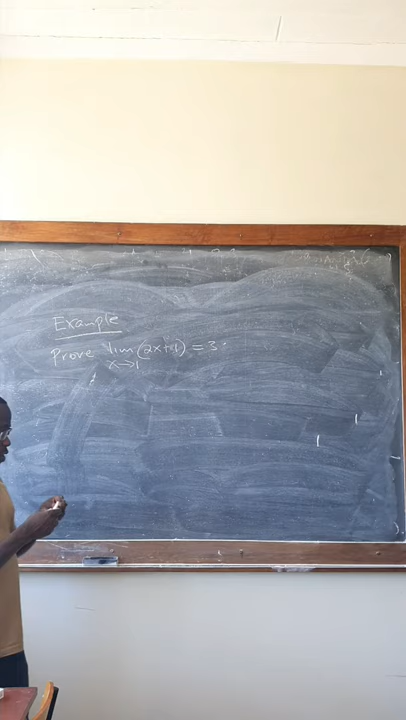 Example
Prove lim (2x+1) = 3.
x→1